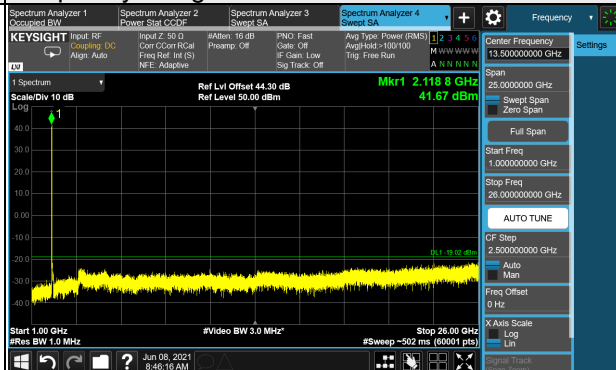 Spectrum Analyzer 1
Occupied BW
Spectrum Analyzer 2
Power Stat CCDF
Spectrum Analyzer 3
Swept SA
Spectrum Analyzer 4
Swept SA
Frequency
KEYSIGHT
Input: RF
Coupling: DC
Align: Auto
Input Z: 50 Ω
Corr CCorr RCal
Freq Ref: Int (S)
NFE: Adaptive
#Atten: 16 dB
Preamp: Off
PNO: Fast
Gate: Off
IF Gain: Low
Sig Track: Off
Avg Type: Power (RMS)
Avg|Hold:>100/100
Trig: Free Run
1 2 3 4 5 6
M W W W W W
A N N N N N
LXI
Center Frequency
13.500000000 GHz
Settings
1 Spectrum
Scale/Div 10 dB
Log
Ref Lvl Offset 44.30 dB
Ref Level 50.00 dBm
Mkr1 2.118 8 GHz
41.67 dBm
Span
25.0000000 GHz
Swept Span
Zero Span
Full Span
Start Freq
1.000000000 GHz
Stop Freq
26.000000000 GHz
AUTO TUNE
CF Step
2.500000000 GHz
Auto
Man
Freq Offset
0 Hz
X Axis Scale
Log
Lin
Signal Track
1
40.0
30.0
20.0
10.0
0.00
-10.0
-20.0
-30.0
-40.0
DL1 -19.02 dBm
Start 1.00 GHz
#Res BW 1.0 MHz
#Video BW 3.0 MHz*
Stop 26.00 GHz
#Sweep ~502 ms (60001 pts)
?
Jun 08, 2021
8:46:16 AM